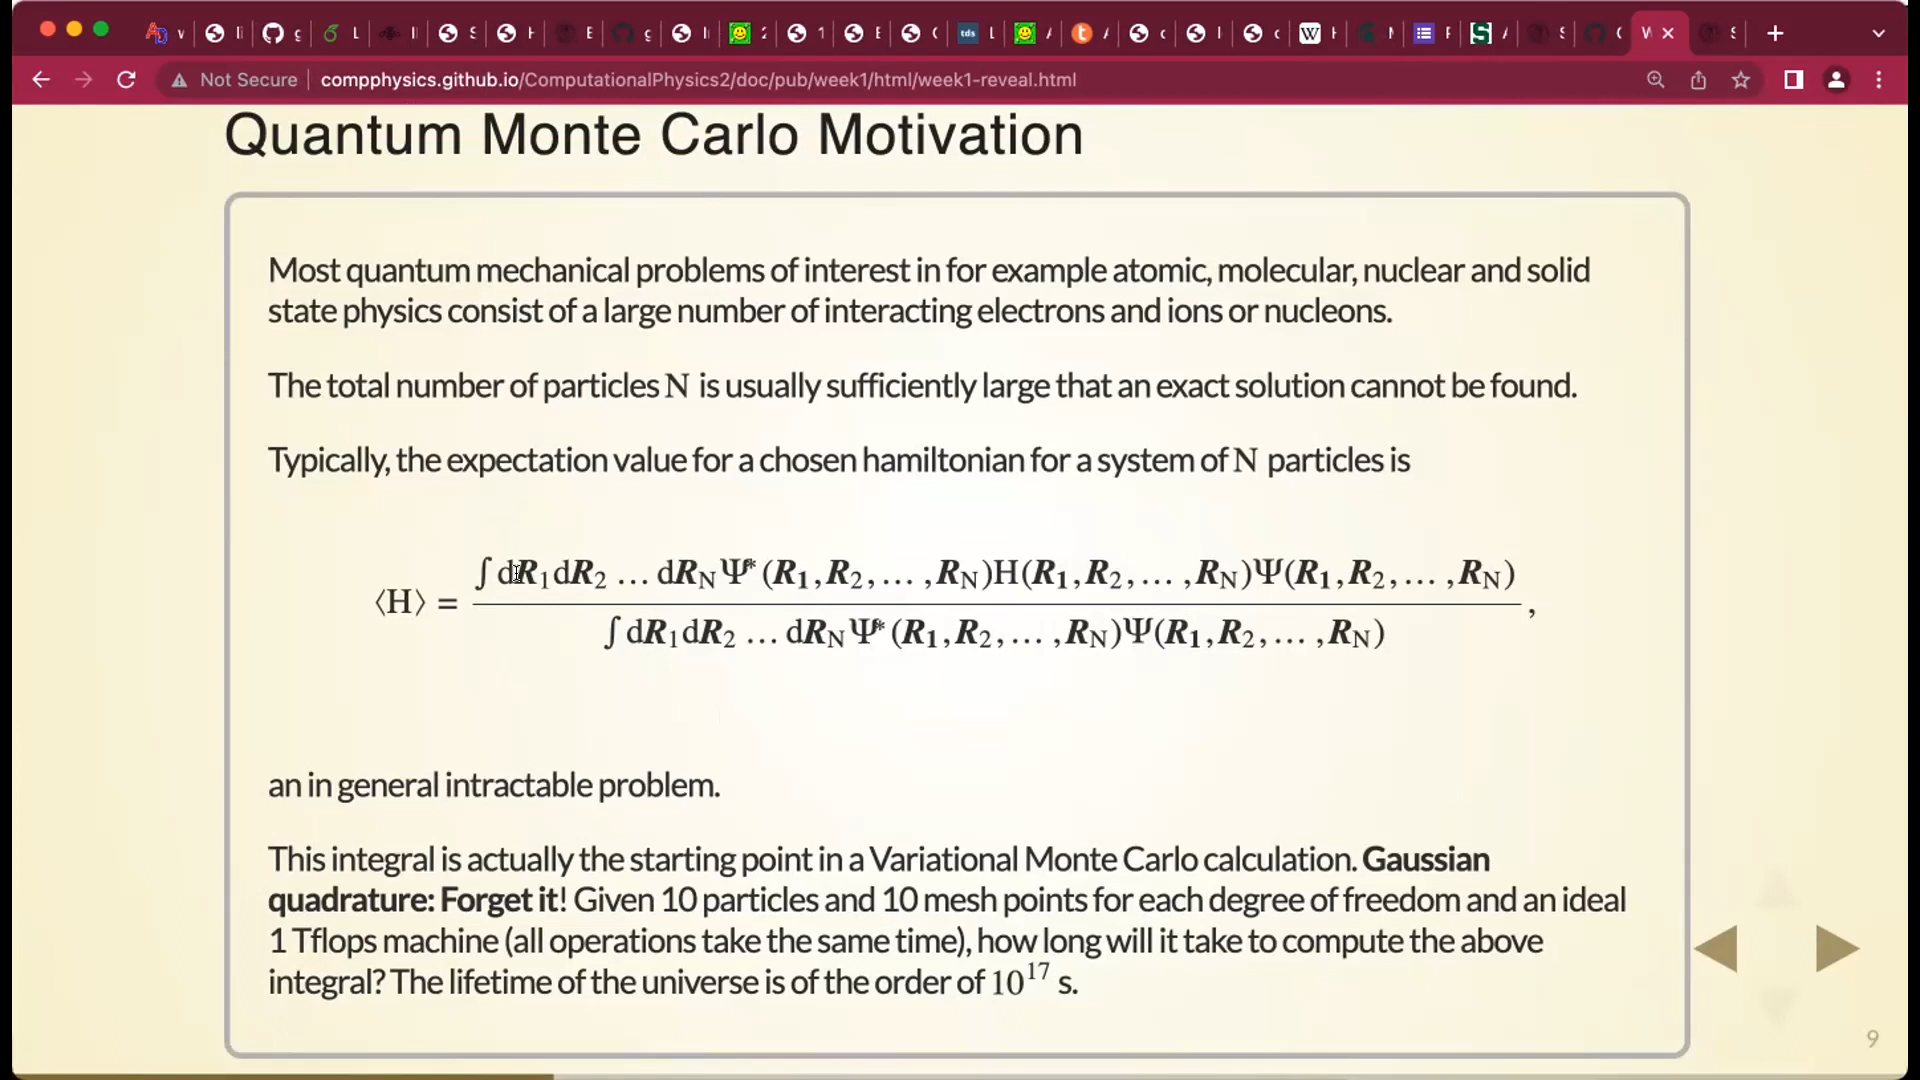 Not Secure compphysics.github.io/ComputationalPhysics2/doc/pub/week1/html/week1-reveal.html
Quantum Monte Carlo Motivation
Most quantum mechanical problems of interest in for example atomic, molecular, nuclear and solid
state physics consist of a large number of interacting electrons and ions or nucleons.
The total number of particles N is usually sufficiently large that an exact solution cannot be found.
Typically, the expectation value for a chosen hamiltonian for a system of N particles is
⟨H⟩ = ∫dR₁dR₂ … dR_NΨ*(R₁,R₂,…,R_N)H(R₁,R₂,…,R_N)Ψ(R₁,R₂,…,R_N)
∫dR₁dR₂ … dR_NΨ*(R₁,R₂,…,R_N)Ψ(R₁,R₂,…,R_N) ,
an in general intractable problem.
This integral is actually the starting point in a Variational Monte Carlo calculation. Gaussian
quadrature: Forget it! Given 10 particles and 10 mesh points for each degree of freedom and an ideal
1 Tflops machine (all operations take the same time), how long will it take to compute the above
integral? The lifetime of the universe is of the order of 10¹⁷ s.
9